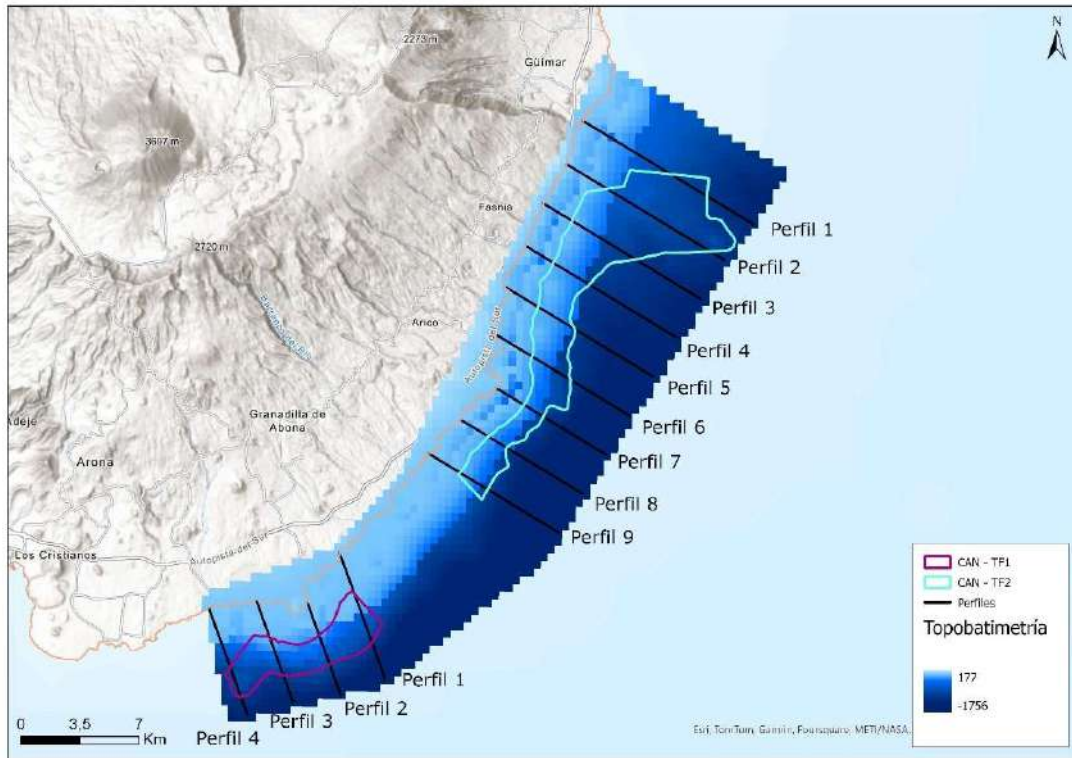 N
2273 m
Güímar
3697 m
Fasnia
2720 m
Arico
Autopista del Sur
Granadilla de
Abona
Adeje
Arona
Los Cristianos
Autopista del Sur
Perfil 1
Perfil 2
Perfil 3
Perfil 4
Perfil 5
Perfil 6
Perfil 7
Perfil 8
Perfil 9
Perfil 1
Perfil 2
Perfil 3
Perfil 4
0 3,5 7
Km
CAN - TF1
CAN - TF2
Perfiles
Topobatimetría
177
-1756
Esri, TomTom, Garmin, Foursquare, METI/NASA,